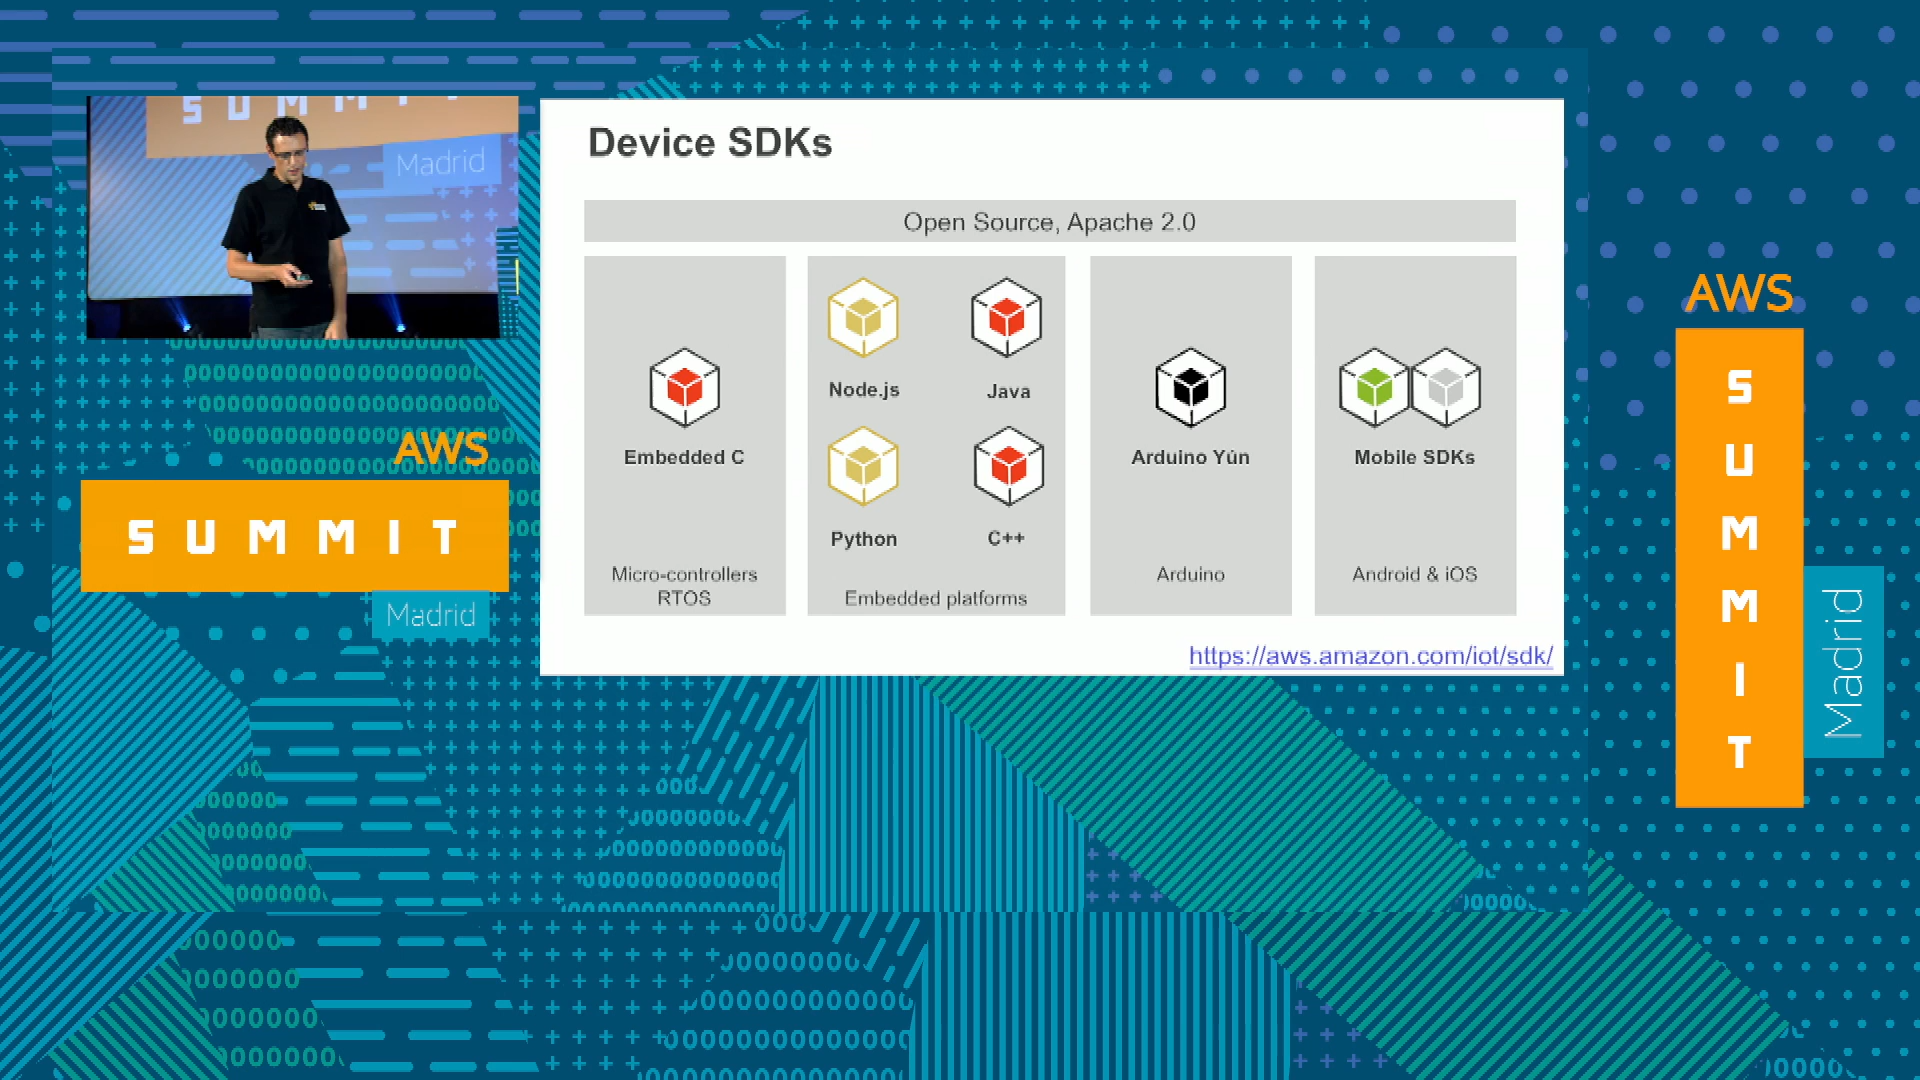 SUMMIT
Madrid
AWS
SUMMIT
Madrid
Device SDKs
Open Source, Apache 2.0
Embedded C
Micro-controllers
RTOS
Node.js
Java
Python
C++
Embedded platforms
Arduino Yún
Arduino
Mobile SDKs
Android & iOS
https://aws.amazon.com/iot/sdk/
AWS
SUMMIT
Madrid